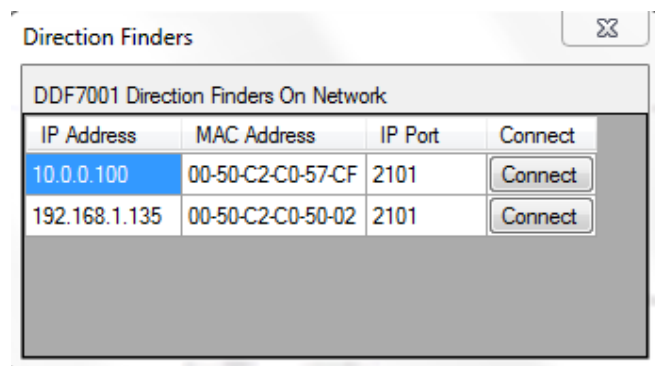 Direction Finders
DDF7001 Direction Finders On Network
IP Address MAC Address IP Port Connect
10.0.0.100 00-50-C2-C0-57-CF 2101 Connect
192.168.1.135 00-50-C2-C0-50-02 2101 Connect